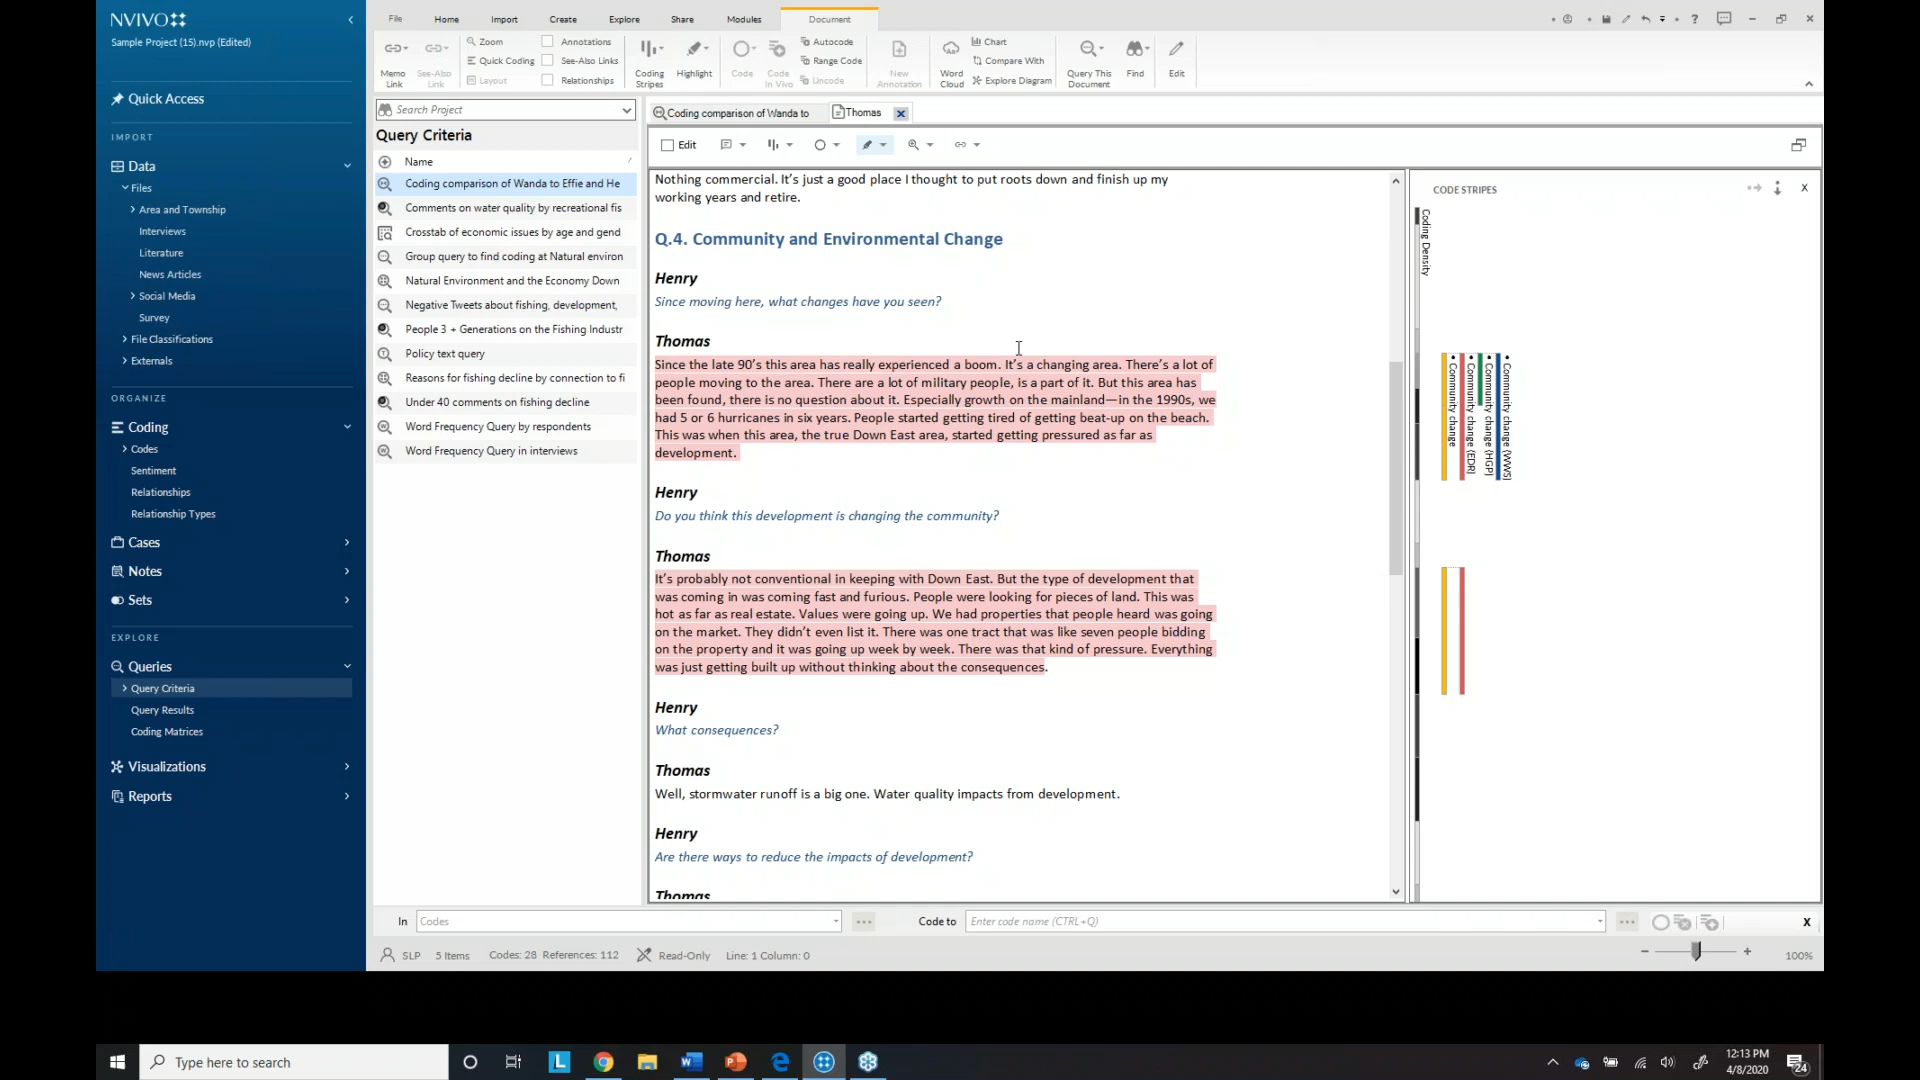 NVIVO
Sample Project (15).nvp (Edited)
Quick Access
IMPORT
Data
Files
Area and Township
Interviews
Literature
News Articles
Social Media
Survey
File Classifications
Externals
ORGANIZE
Coding
Codes
Sentiment
Relationships
Relationship Types
Cases
Notes
Sets
EXPLORE
Queries
Query Criteria
Query Results
Coding Matrices
Visualizations
Reports
File Home Import Create Explore Share Modules Document
Memo Link
See-Also Link
Zoom
Quick Coding
Layout
Annotations
See-Also Links
Relationships
Coding Stripes
Highlight
Code
Code In Vivo
Autocode
Range Code
Uncode
New Annotation
Word Cloud
Chart
Compare With
Explore Diagram
Query This Document
Find
Edit
Search Project
Query Criteria
Name
Coding comparison of Wanda to Effie and He
Comments on water quality by recreational fis
Crosstab of economic issues by age and gend
Group query to find coding at Natural environ
Natural Environment and the Economy Down
Negative Tweets about fishing, development,
People 3 + Generations on the Fishing Industr
Policy text query
Reasons for fishing decline by connection to fi
Under 40 comments on fishing decline
Word Frequency Query by respondents
Word Frequency Query in interviews
Coding comparison of Wanda to
Thomas
Edit
Nothing commercial. It's just a good place I thought to put roots down and finish up my
working years and retire.
Q.4. Community and Environmental Change
Henry
Since moving here, what changes have you seen?
Thomas
Since the late 90's this area has really experienced a boom. It's a changing area. There's a lot of
people moving to the area. There are a lot of military people, is a part of it. But this area has
been found, there is no question about it. Especially growth on the mainland—in the 1990s, we
had 5 or 6 hurricanes in six years. People started getting tired of getting beat-up on the beach.
This was when this area, the true Down East area, started getting pressured as far as
development.
Henry
Do you think this development is changing the community?
Thomas
It's probably not conventional in keeping with Down East. But the type of development that
was coming in was coming fast and furious. People were looking for pieces of land. This was
hot as far as real estate. Values were going up. We had properties that people heard was going
on the market. They didn't even list it. There was one tract that was like seven people bidding
on the property and it was going up week by week. There was that kind of pressure. Everything
was just getting built up without thinking about the consequences.
Henry
What consequences?
Thomas
Well, stormwater runoff is a big one. Water quality impacts from development.
Henry
Are there ways to reduce the impacts of development?
Thomas
CODE STRIPES
X
Coding Density
Community change
Community change (EDR)
Community change (HGP)
Community change (WWS)
In Codes
Code to Enter code name (CTRL+Q)
X
SLP 5 Items Codes: 28 References: 112 Read-Only Line: 1 Column: 0
100%
Type here to search
12:13 PM
4/8/2020
24